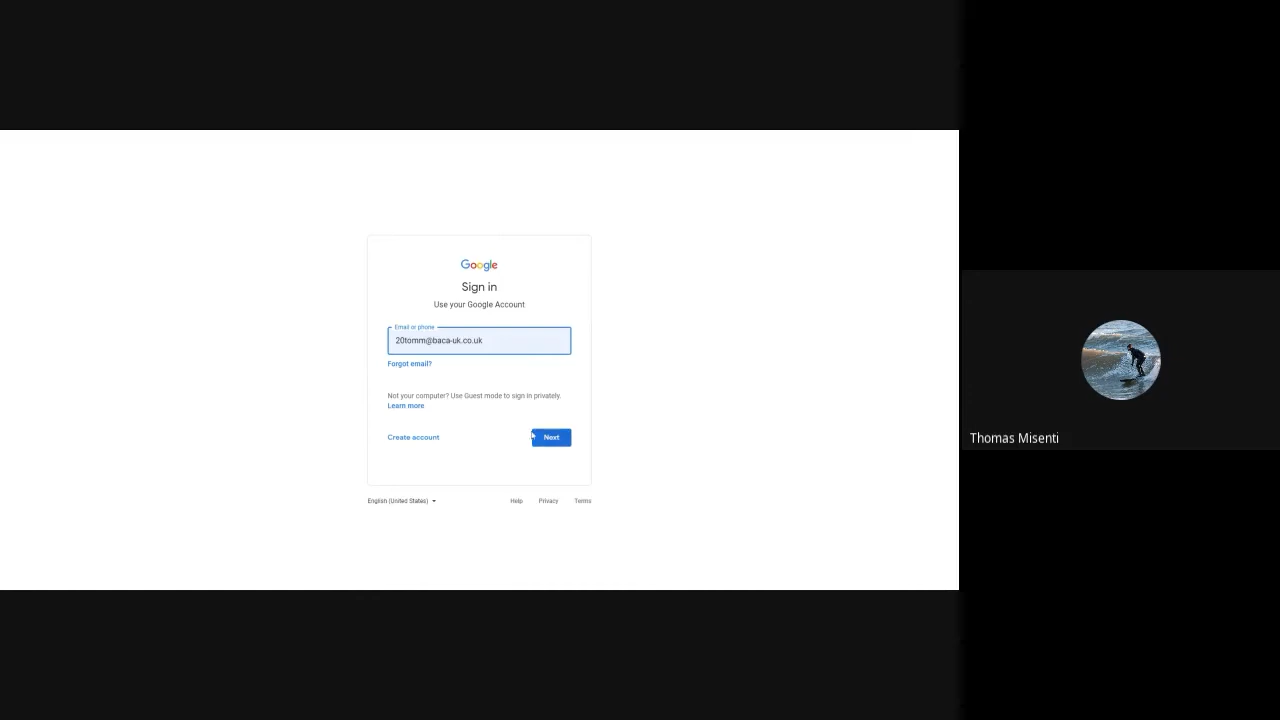 Google
Sign in
Use your Google Account
Email or phone
20tomm@baca-uk.co.uk
Forgot email?
Not your computer? Use Guest mode to sign in privately.
Learn more
Create account
Next
English (United States)
Help
Privacy
Terms
Thomas Misenti